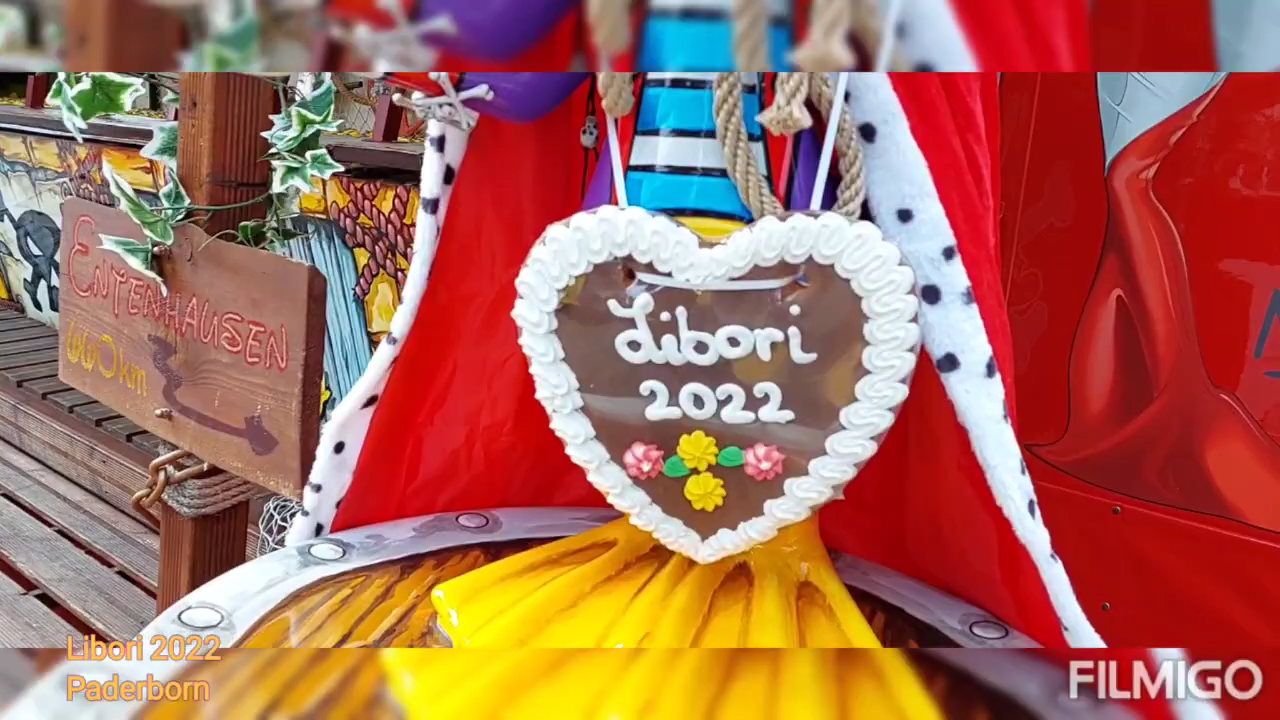 ENTENHAUSEN
660 km
Libori
2022
Libori 2022
Paderborn
FILMIGO